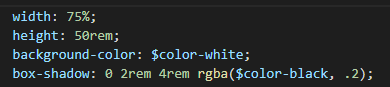 width: 75%;
height: 50rem;
background-color: $color-white;
box-shadow: 0 2rem 4rem rgba($color-black, .2);